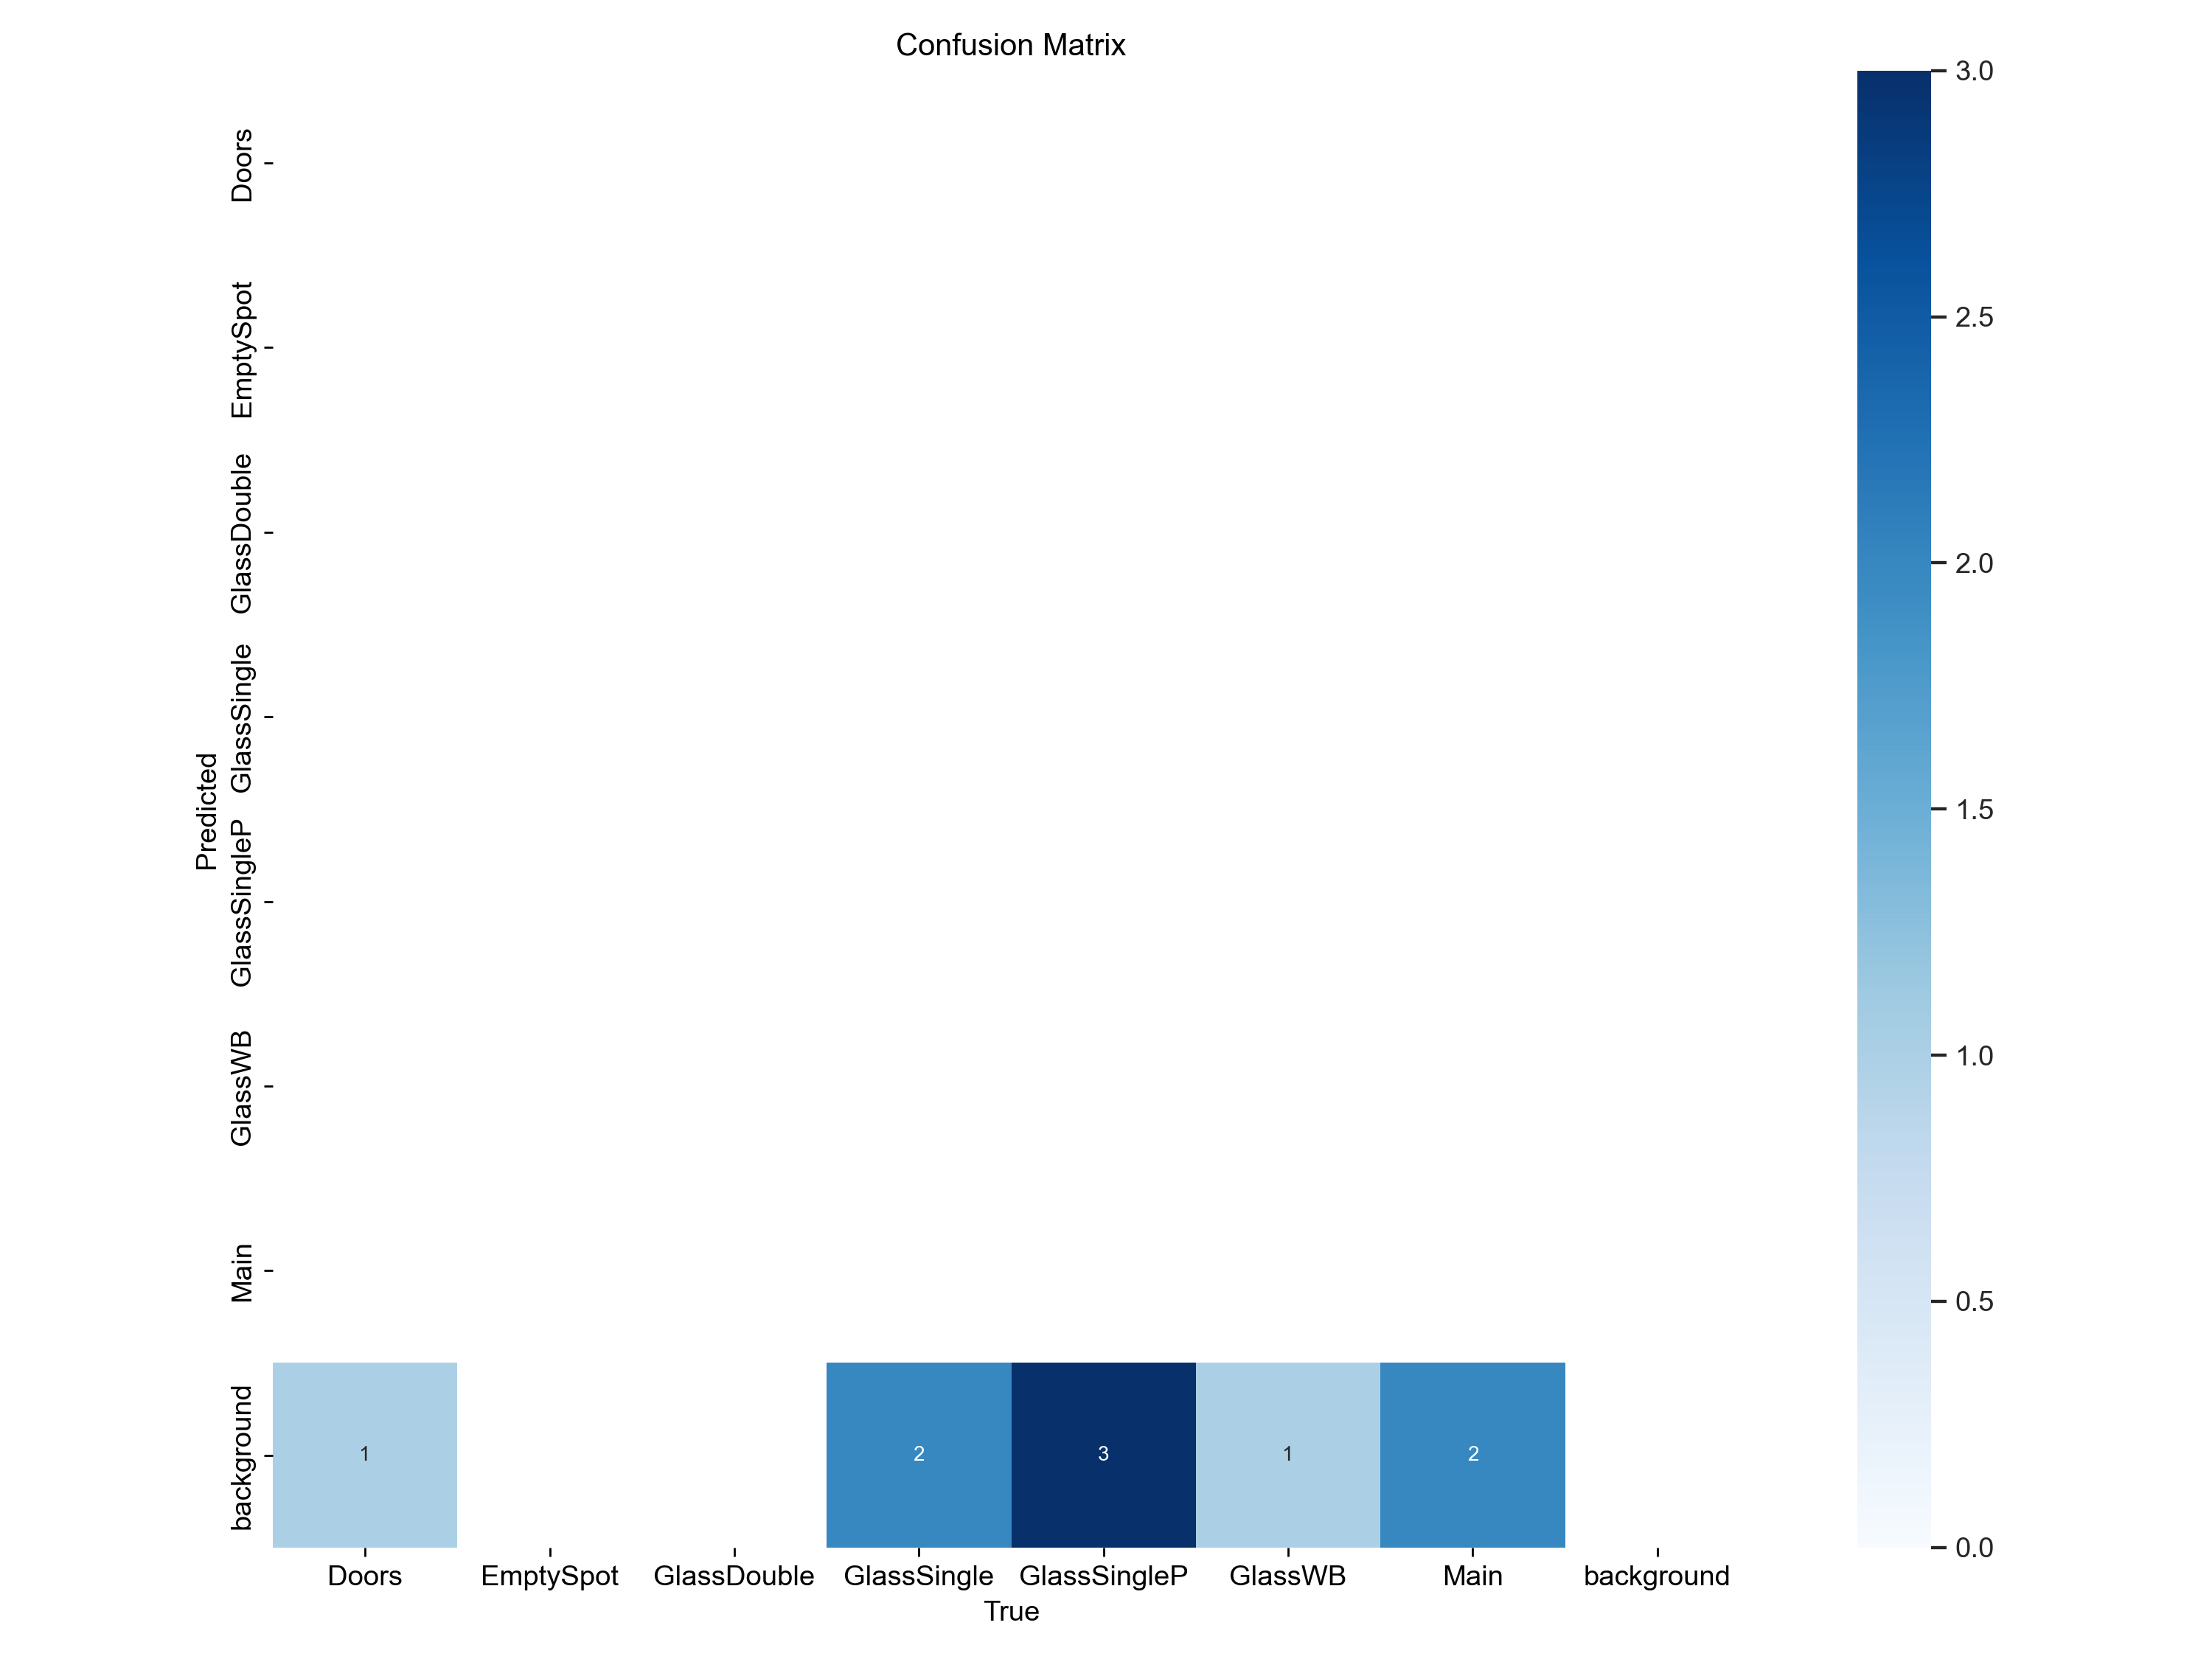 Confusion Matrix
Predicted
Doors
EmptySpot
GlassDouble
GlassSingle
GlassSingleP
GlassWB
Main
background
1 2 3 1 2
Doors EmptySpot GlassDouble GlassSingle GlassSingleP GlassWB Main background
True
3.0
2.5
2.0
1.5
1.0
0.5
0.0